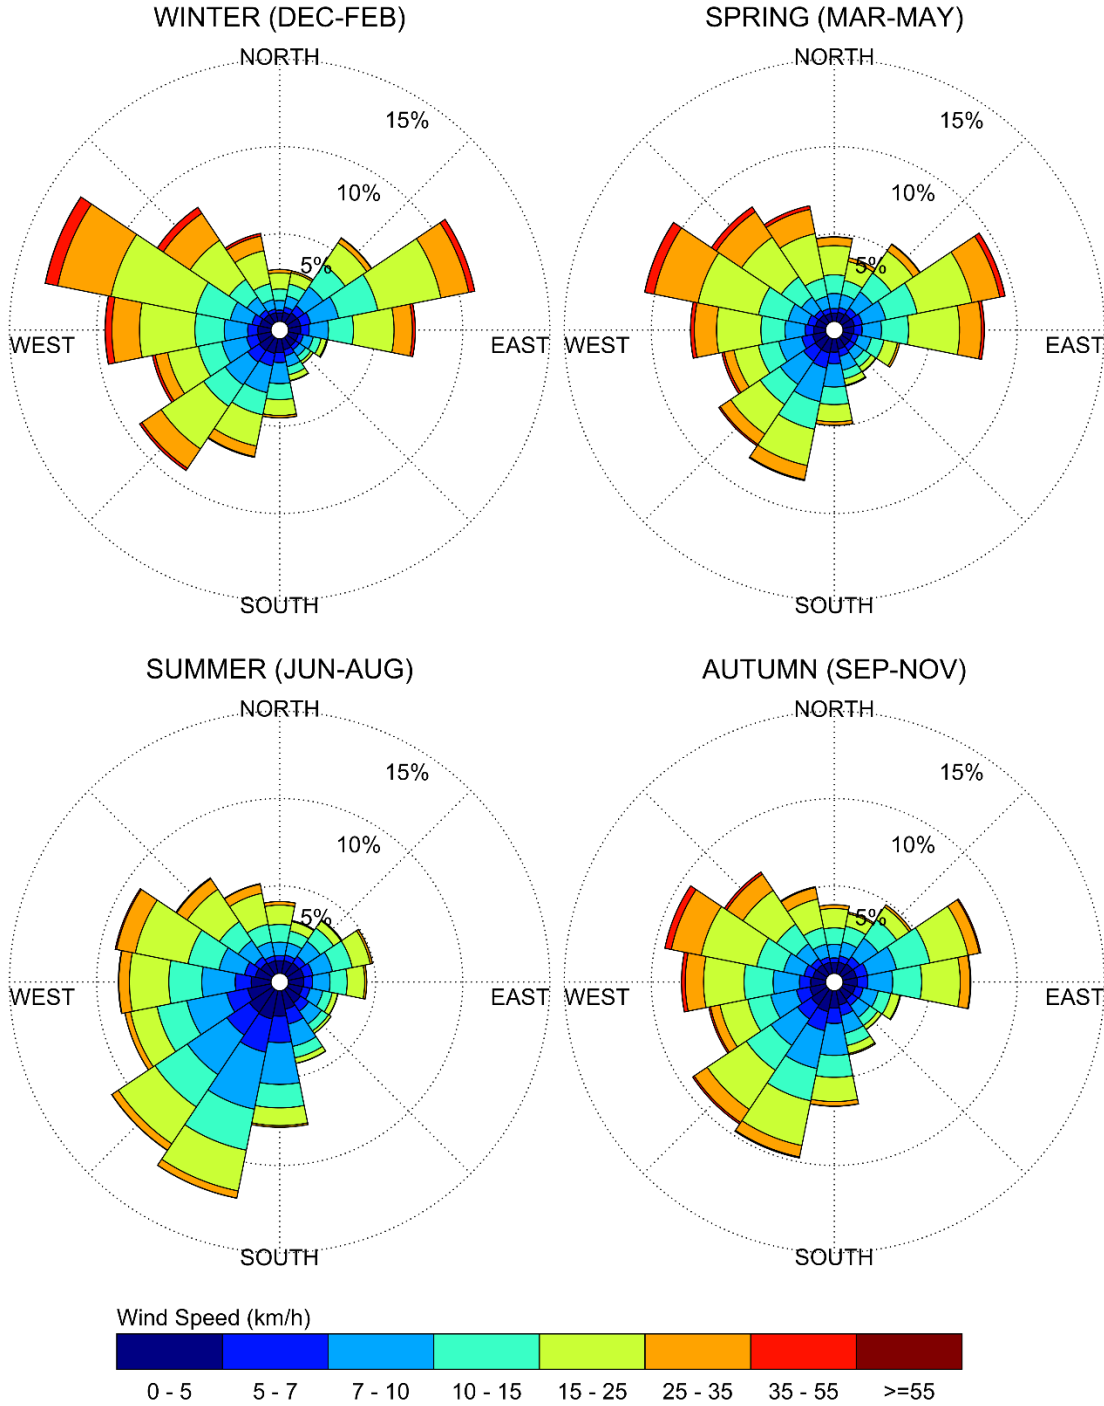 WINTER (DEC-FEB)
NORTH
15%
10%
5%
WEST
EAST
SOUTH
SPRING (MAR-MAY)
NORTH
15%
10%
5%
WEST
EAST
SOUTH
SUMMER (JUN-AUG)
NORTH
15%
10%
5%
WEST
EAST
SOUTH
AUTUMN (SEP-NOV)
NORTH
15%
10%
5%
WEST
EAST
SOUTH
Wind Speed (km/h)
0 - 5 5 - 7 7 - 10 10 - 15 15 - 25 25 - 35 35 - 55 >=55